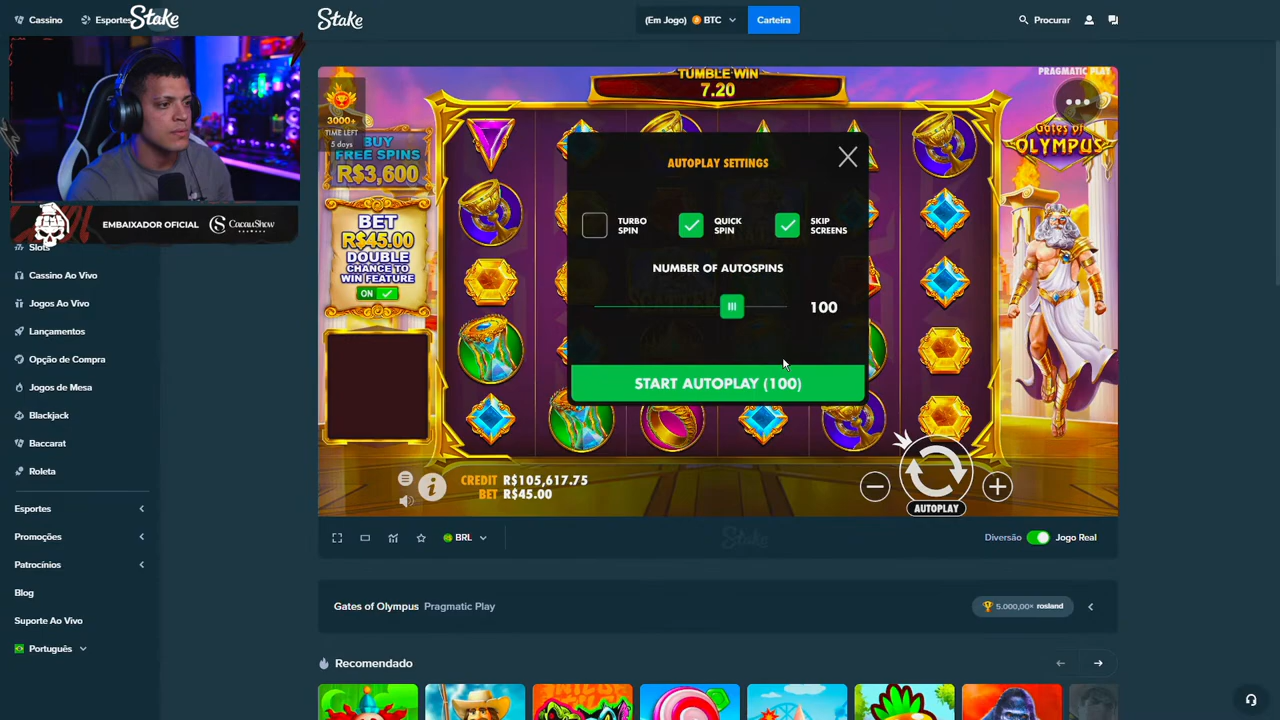 Cassino
Esportes
Stake
Stake
(Em Jogo) BTC
Carteira
Procurar
EMBAIXADOR OFICIAL
CacauShow
Slots
Cassino Ao Vivo
Jogos Ao Vivo
Lançamentos
Opção de Compra
Jogos de Mesa
Blackjack
Baccarat
Roleta
Esportes
Promoções
Patrocínios
Blog
Suporte Ao Vivo
Português
TUMBLE WIN
7.20
PRAGMATIC PLAY
3000+
TIME LEFT
5 days
BUY
FREE SPINS
R$3,600
BET
R$45.00
DOUBLE
CHANCE TO
WIN FEATURE
ON
Gates of
OLYMPUS
AUTOPLAY SETTINGS
TURBO
SPIN
QUICK
SPIN
SKIP
SCREENS
NUMBER OF AUTOSPINS
100
START AUTOPLAY (100)
CREDIT R$105,617.75
BET R$45.00
AUTOPLAY
BRL
Stake
Diversão
Jogo Real
Gates of Olympus Pragmatic Play
5.000,00× rosland
Recomendado